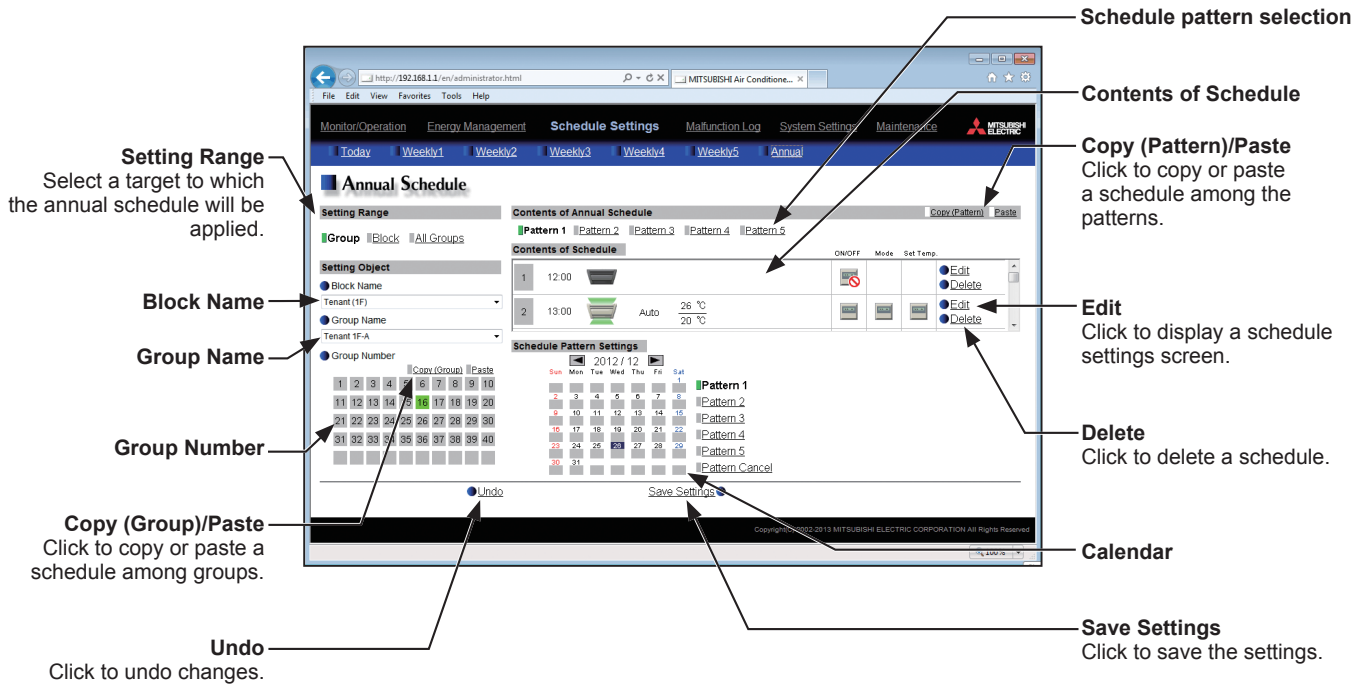 Schedule pattern selection
Contents of Schedule
Copy (Pattern)/Paste
Click to copy or paste
a schedule among the
patterns.
Edit
Click to display a schedule
settings screen.
Delete
Click to delete a schedule.
Calendar
Save Settings
Click to save the settings.
Setting Range
Select a target to which
the annual schedule will be
applied.
Block Name
Group Name
Group Number
Copy (Group)/Paste
Click to copy or paste a
schedule among groups.
Undo
Click to undo changes.
http://192.168.1.1/en/administrator.html
MITSUBISHI Air Conditione... ×
File Edit View Favorites Tools Help
Monitor/Operation Energy Management Schedule Settings Malfunction Log System Settings Maintenance MITSUBISHI ELECTRIC
Today Weekly1 Weekly2 Weekly3 Weekly4 Weekly5 Annual
Annual Schedule
Setting Range
Group Block All Groups
Setting Object
Block Name
Tenant (1F)
Group Name
Tenant 1F-A
Group Number
Copy (Group) Paste
1 2 3 4 5 6 7 8 9 10
11 12 13 14 15 16 17 18 19 20
21 22 23 24 25 26 27 28 29 30
31 32 33 34 35 36 37 38 39 40
Contents of Annual Schedule Copy (Pattern) Paste
Pattern 1 Pattern 2 Pattern 3 Pattern 4 Pattern 5
Contents of Schedule ON/OFF Mode Set Temp.
1 12:00 Edit
Delete
2 13:00 Auto 26 °C Edit
20 °C Delete
Schedule Pattern Settings
2012 / 12
Sun Mon Tue Wed Thu Fri Sat
1
2 3 4 5 6 7 8
9 10 11 12 13 14 15
16 17 18 19 20 21 22
23 24 25 26 27 28 29
30 31
Pattern 1
Pattern 2
Pattern 3
Pattern 4
Pattern 5
Pattern Cancel
Undo Save Settings
Copyright(c) 2002-2013 MITSUBISHI ELECTRIC CORPORATION All Rights Reserved
100%